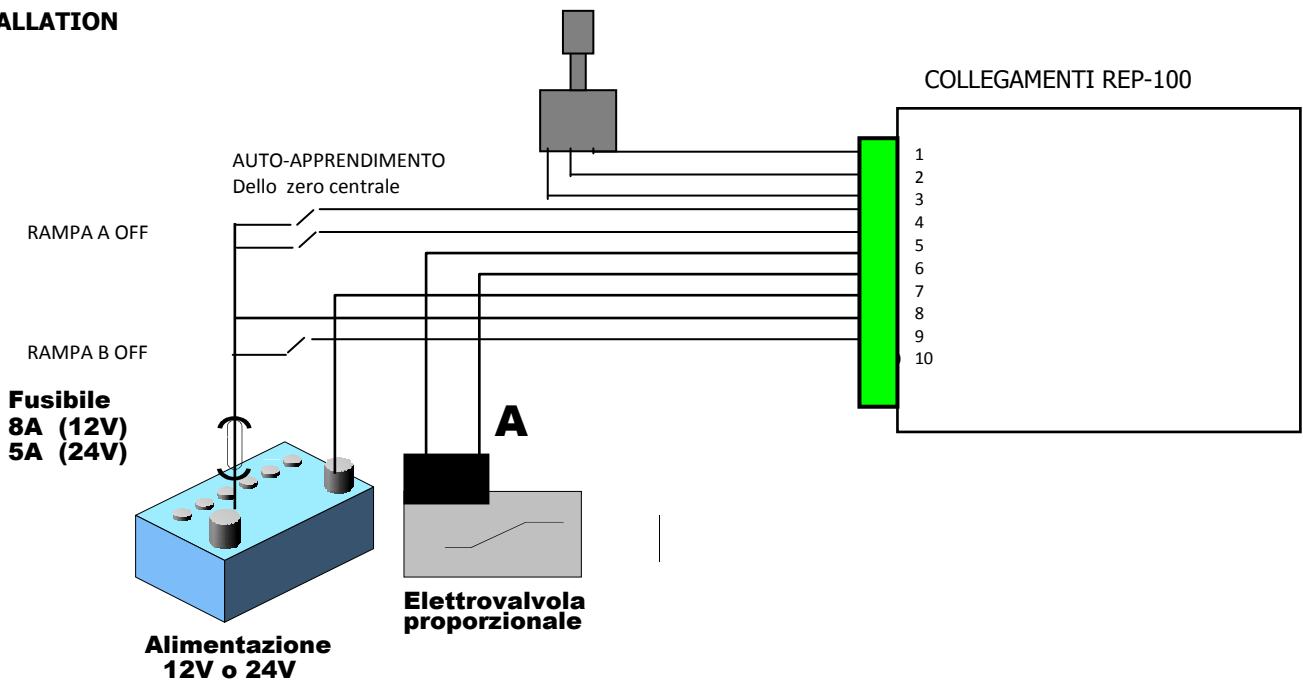 ALLATION
COLLEGAMENTI REP-100
AUTO-APPRENDIMENTO
Dello zero centrale
RAMPA A OFF
RAMPA B OFF
1
2
3
4
5
6
7
8
9
10
Fusibile
8A (12V)
5A (24V)
A
Elettrovalvola
proporzionale
Alimentazione
12V o 24V